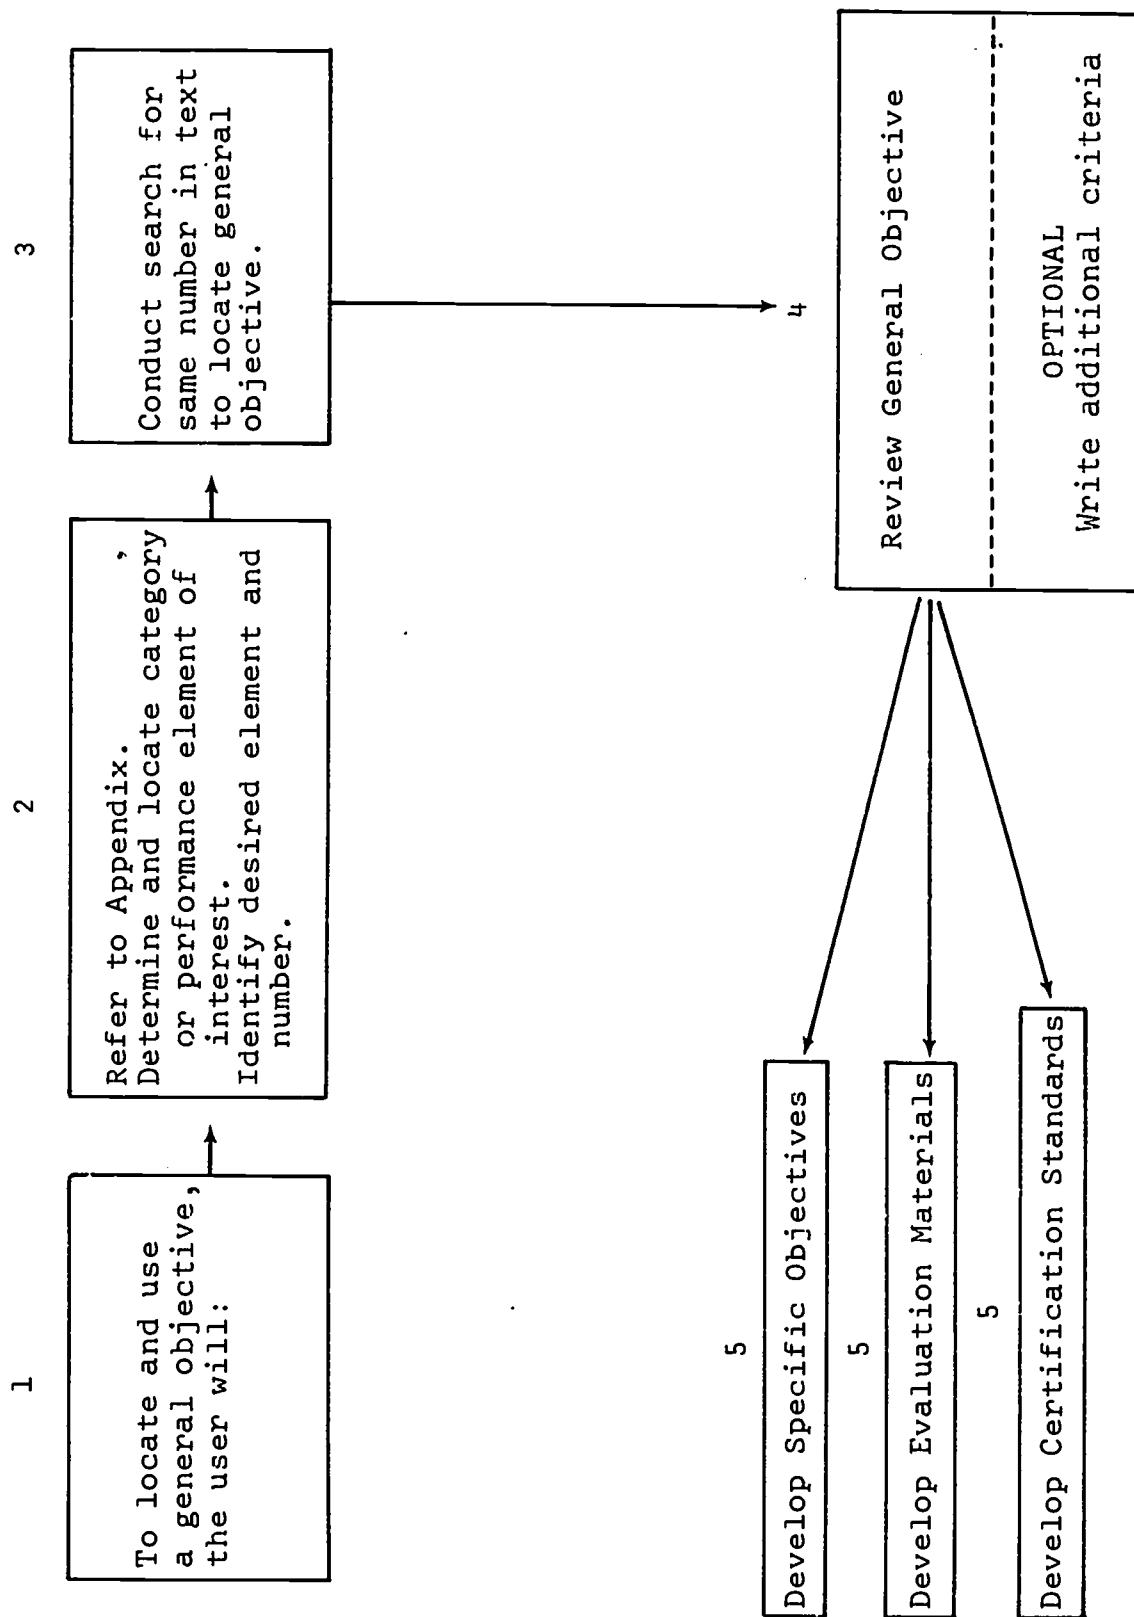 1
To locate and use
a general objective,
the user will:
2
Refer to Appendix.
Determine and locate category
or performance element of
interest.
Identify desired element and
number.
3
Conduct search for
same number in text
to locate general
objective.
4
Review General Objective
OPTIONAL
Write additional criteria
5
Develop Specific Objectives
5
Develop Evaluation Materials
5
Develop Certification Standards